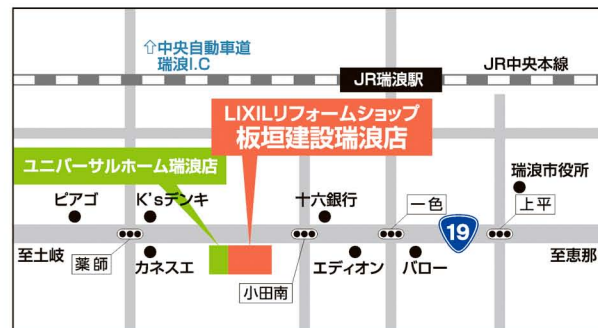 ⇧中央自動車道
瑞浪I.C
JR瑞浪駅
JR中央本線
LIXILリフォームショップ
板垣建設瑞浪店
ユニバーサルホーム瑞浪店
瑞浪市役所
ピアゴ
K'sデンキ
十六銀行
一色
19
上平
至土岐
薬師
カネスエ
小田南
エディオン
バロー
至恵那